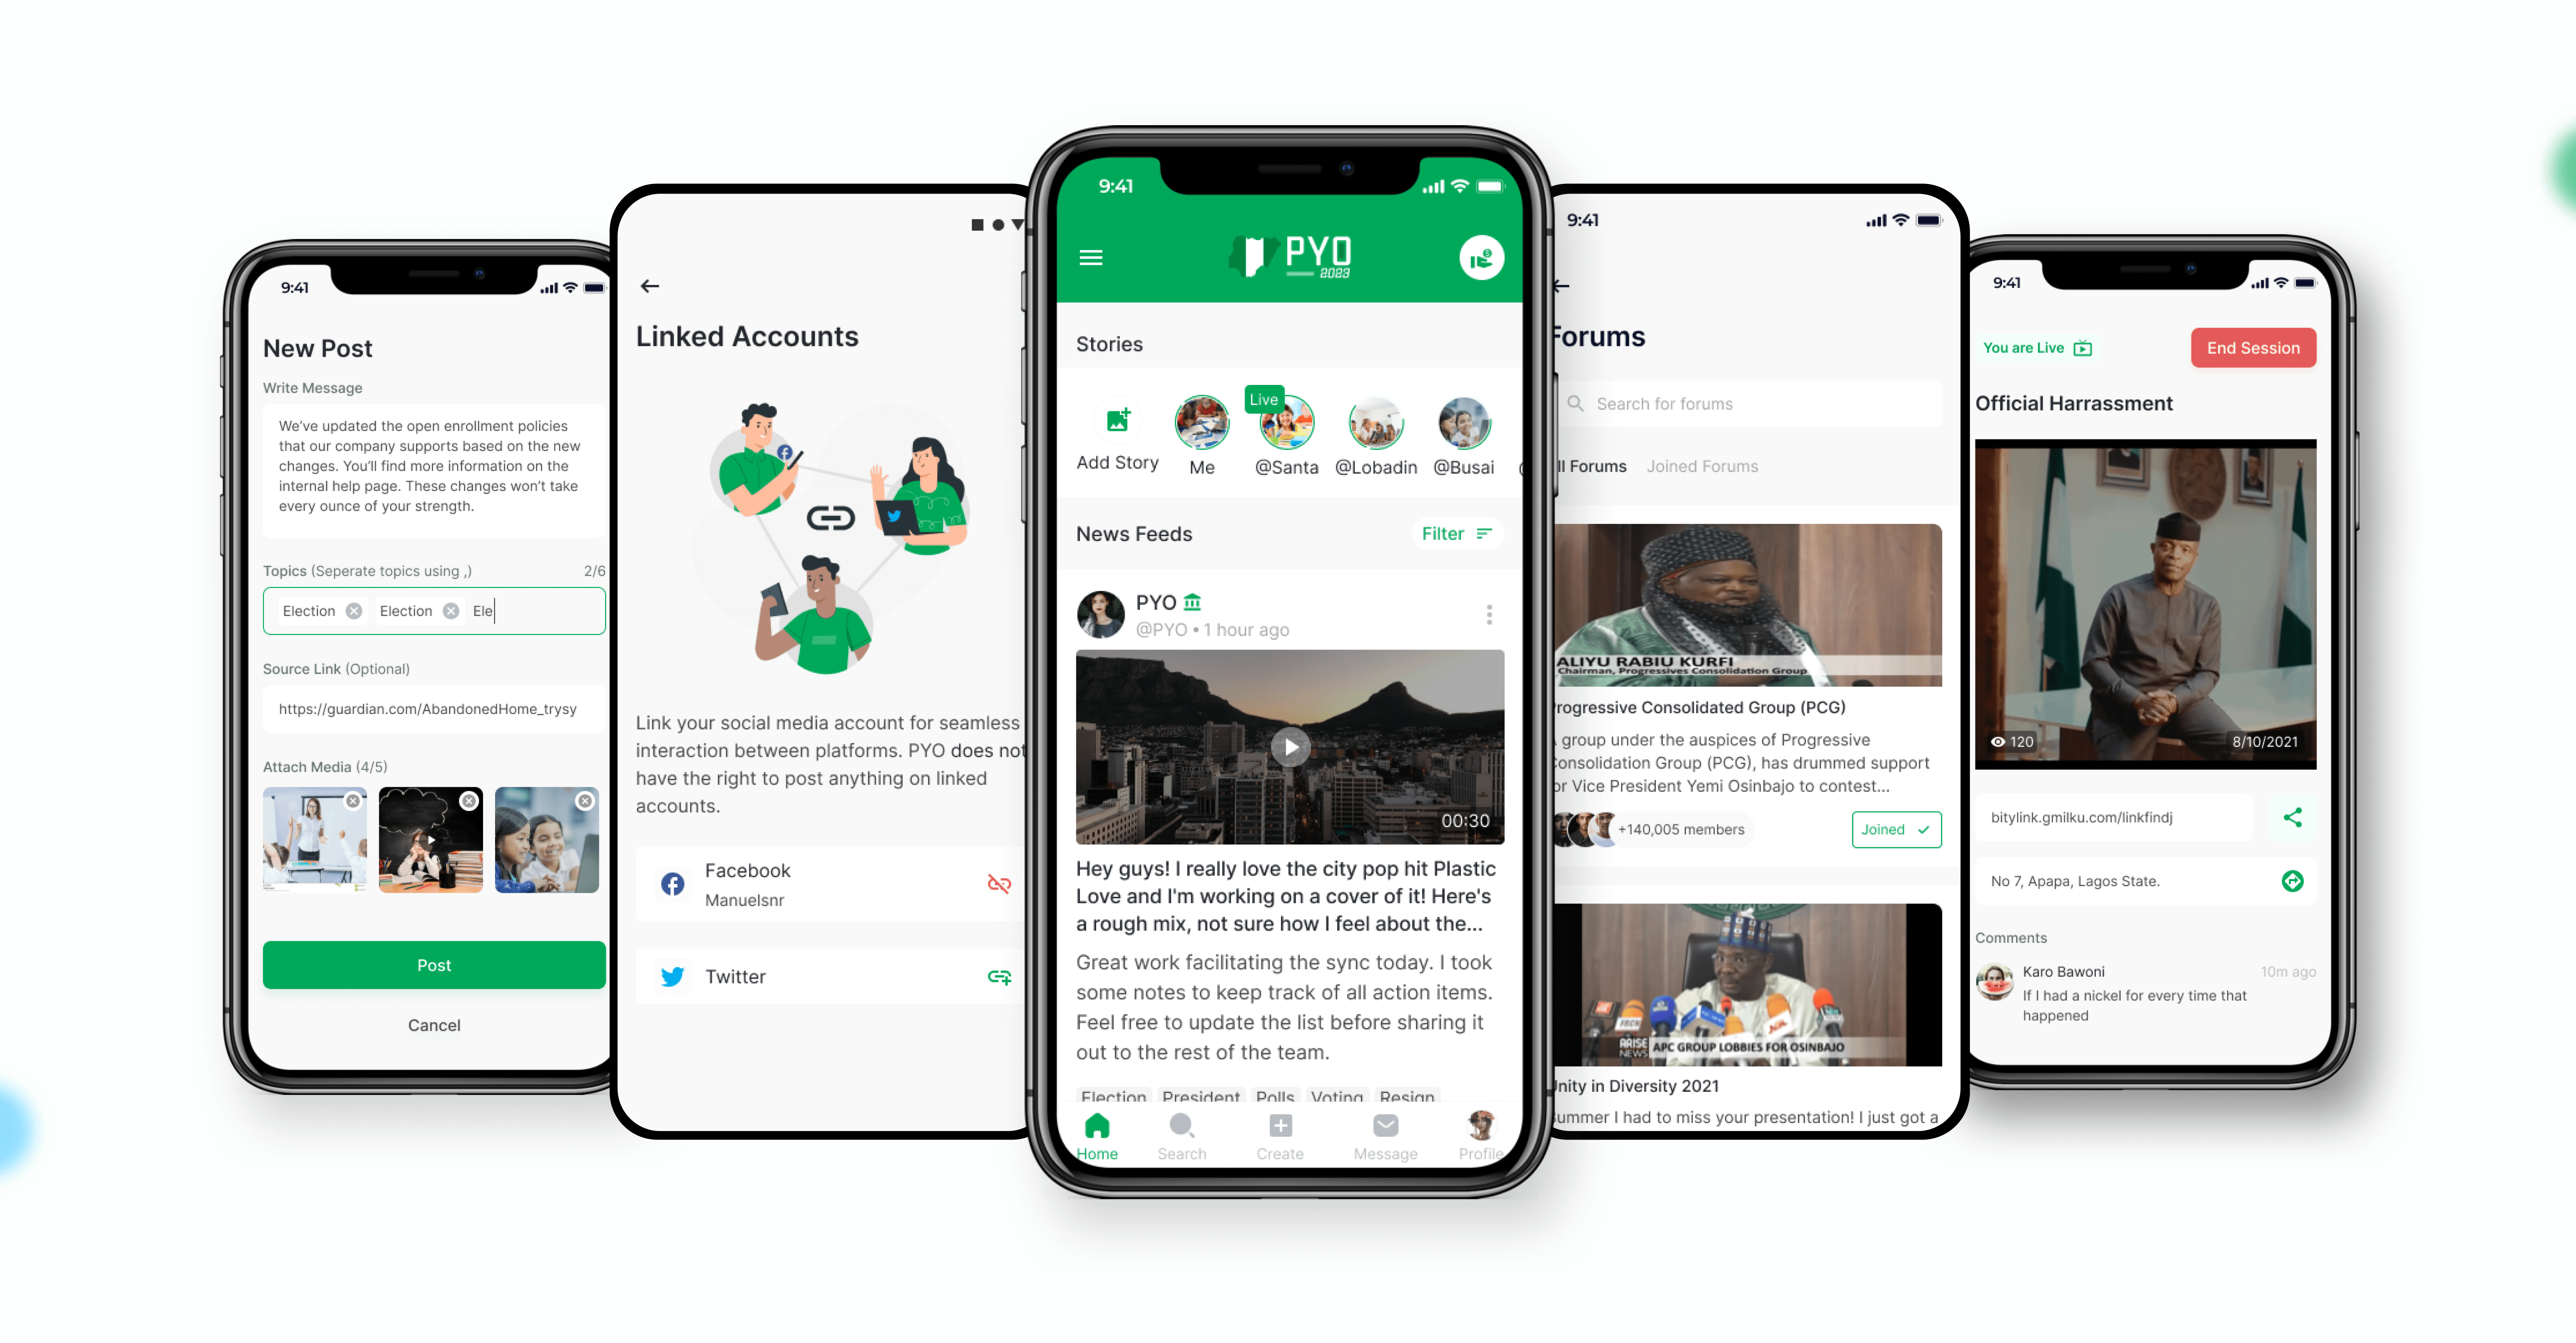 9:41
New Post
Write Message
We've updated the open enrollment policies
that our company supports based on the new
changes. You'll find more information on the
internal help page. These changes won't take
every ounce of your strength.
Topics (Seperate topics using ,) 2/6
Election Election Ele
Source Link (Optional)
https://guardian.com/AbandonedHome_trysy
Attach Media (4/5)
Post
Cancel
Linked Accounts
Link your social media account for seamless
interaction between platforms. PYO does not
have the right to post anything on linked
accounts.
Facebook
Manuelsnr
Twitter
9:41
PYO
2023
Stories
Live
Add Story Me @Santa @Lobadin @Busai
News Feeds Filter
PYO
@PYO • 1 hour ago
00:30
Hey guys! I really love the city pop hit Plastic
Love and I'm working on a cover of it! Here's
a rough mix, not sure how I feel about the...
Great work facilitating the sync today. I took
some notes to keep track of all action items.
Feel free to update the list before sharing it
out to the rest of the team.
Election President Polls Voting Resign
Home Search Create Message Profile
9:41
Forums
Search for forums
ll Forums Joined Forums
ALIYU RABIU KURFI
Chairman, Progressives Consolidation Group
rogressive Consolidated Group (PCG)
A group under the auspices of Progressive
Consolidation Group (PCG), has drummed support
or Vice President Yemi Osinbajo to contest...
+140,005 members Joined
ARISE
NEWS
APC GROUP LOBBIES FOR OSINBAJO
Unity in Diversity 2021
ummer I had to miss your presentation! I just got a
9:41
You are Live End Session
Official Harrassment
120 8/10/2021
bitylink.gmilku.com/linkfindj
No 7, Apapa, Lagos State.
Comments
Karo Bawoni 10m ago
If I had a nickel for every time that
happened